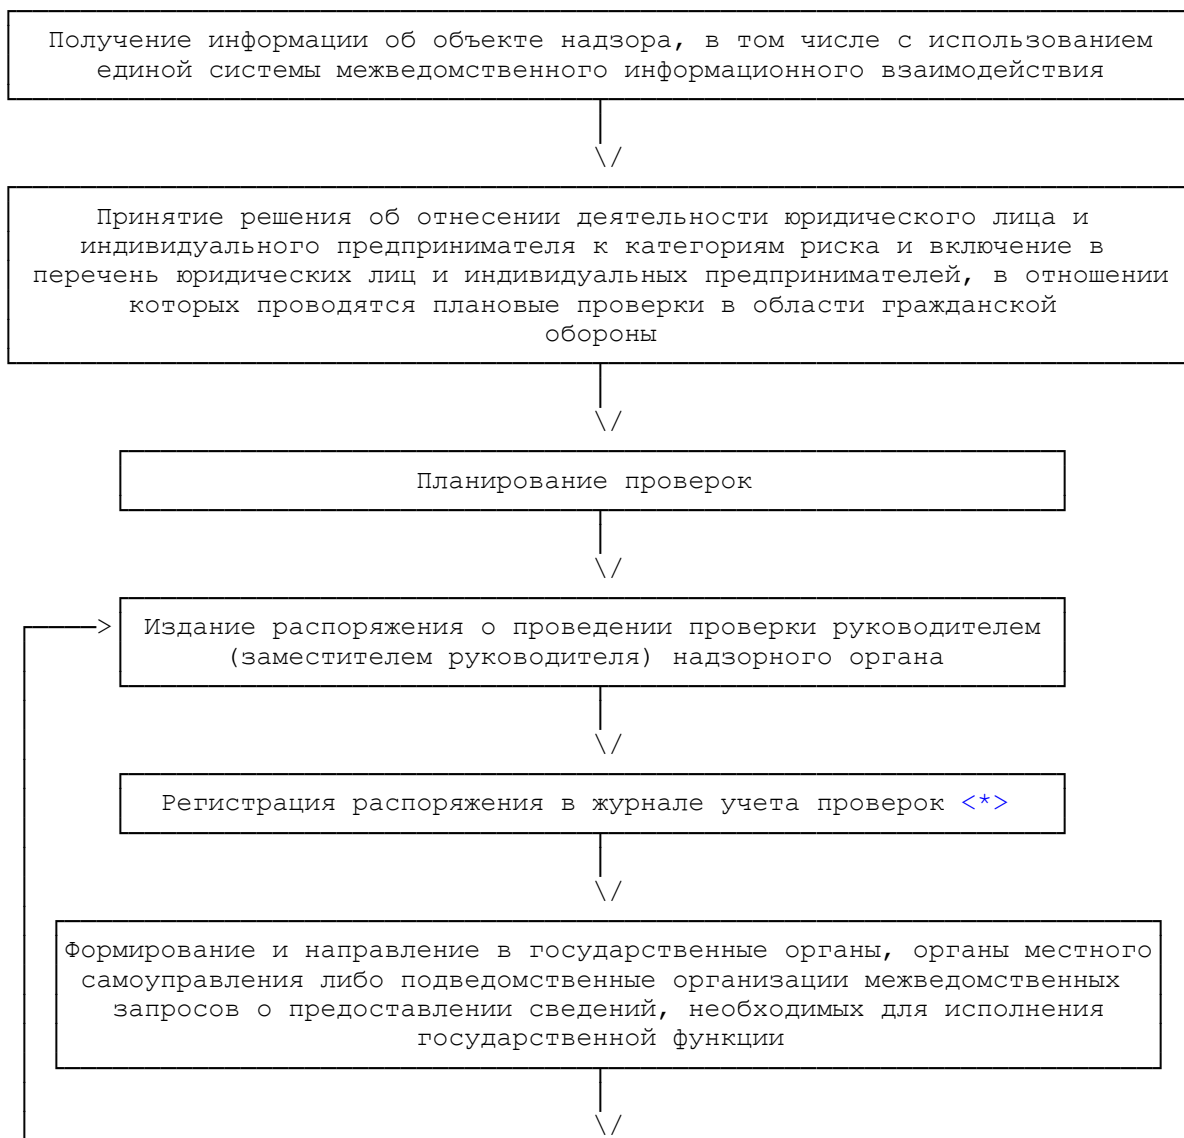 Получение информации об объекте надзора, в том числе с использованием
единой системы межведомственного информационного взаимодействия
\/
Принятие решения об отнесении деятельности юридического лица и
индивидуального предпринимателя к категориям риска и включение в
перечень юридических лиц и индивидуальных предпринимателей, в отношении
которых проводятся плановые проверки в области гражданской
обороны
\/
Планирование проверок
\/
> Издание распоряжения о проведении проверки руководителем
(заместителем руководителя) надзорного органа
\/
Регистрация распоряжения в журнале учета проверок <*>
\/
Формирование и направление в государственные органы, органы местного
самоуправления либо подведомственные организации межведомственных
запросов о предоставлении сведений, необходимых для исполнения
государственной функции
\/